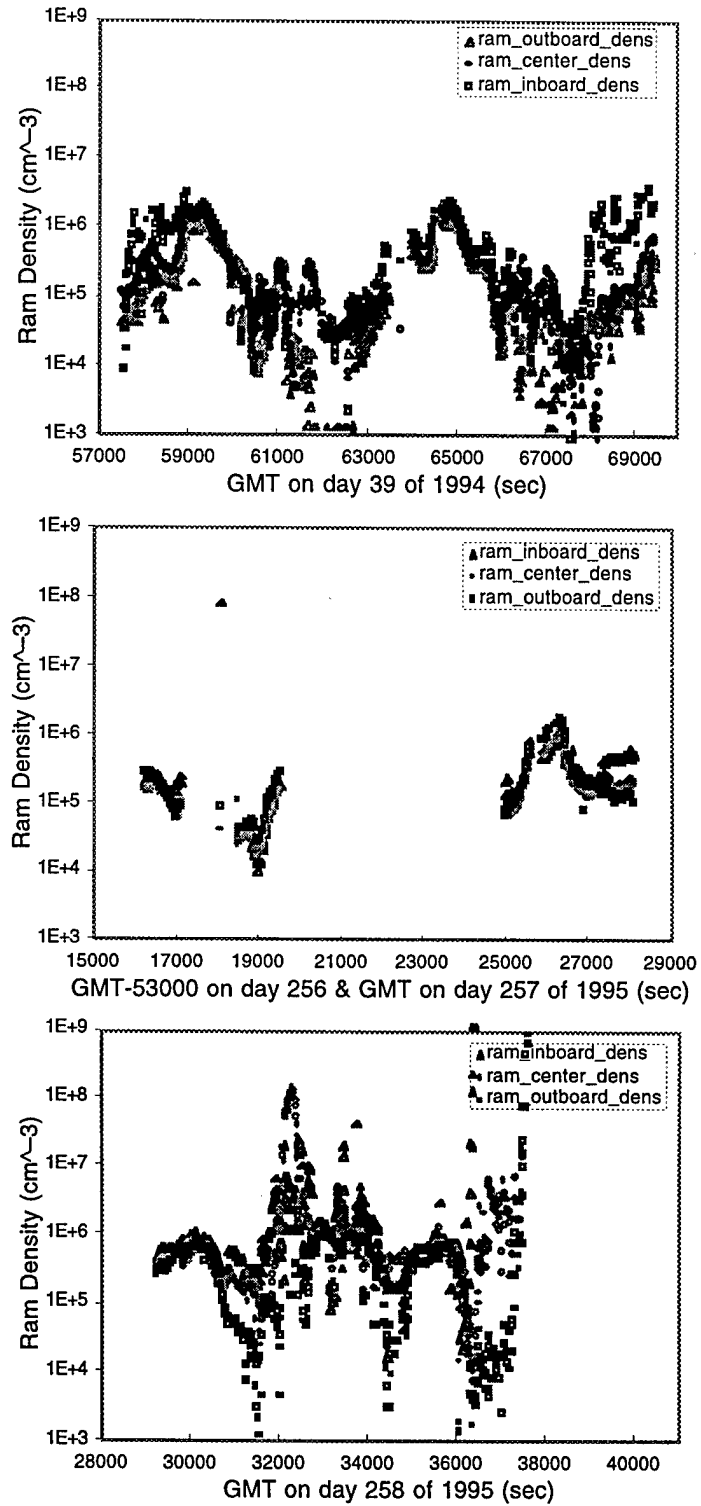 1E+9
1E+8
1E+7
1E+6
1E+5
1E+4
1E+3
Ram Density (cm^–3)
ram_outboard_dens
ram_center_dens
ram_inboard_dens
57000 59000 61000 63000 65000 67000 69000
GMT on day 39 of 1994 (sec)
1E+9
1E+8
1E+7
1E+6
1E+5
1E+4
1E+3
Ram Density (cm^–3)
ram_inboard_dens
ram_center_dens
ram_outboard_dens
15000 17000 19000 21000 23000 25000 27000 29000
GMT-53000 on day 256 & GMT on day 257 of 1995 (sec)
1E+9
1E+8
1E+7
1E+6
1E+5
1E+4
1E+3
Ram Density (cm^–3)
ram_inboard_dens
ram_center_dens
ram_outboard_dens
28000 30000 32000 34000 36000 38000 40000
GMT on day 258 of 1995 (sec)